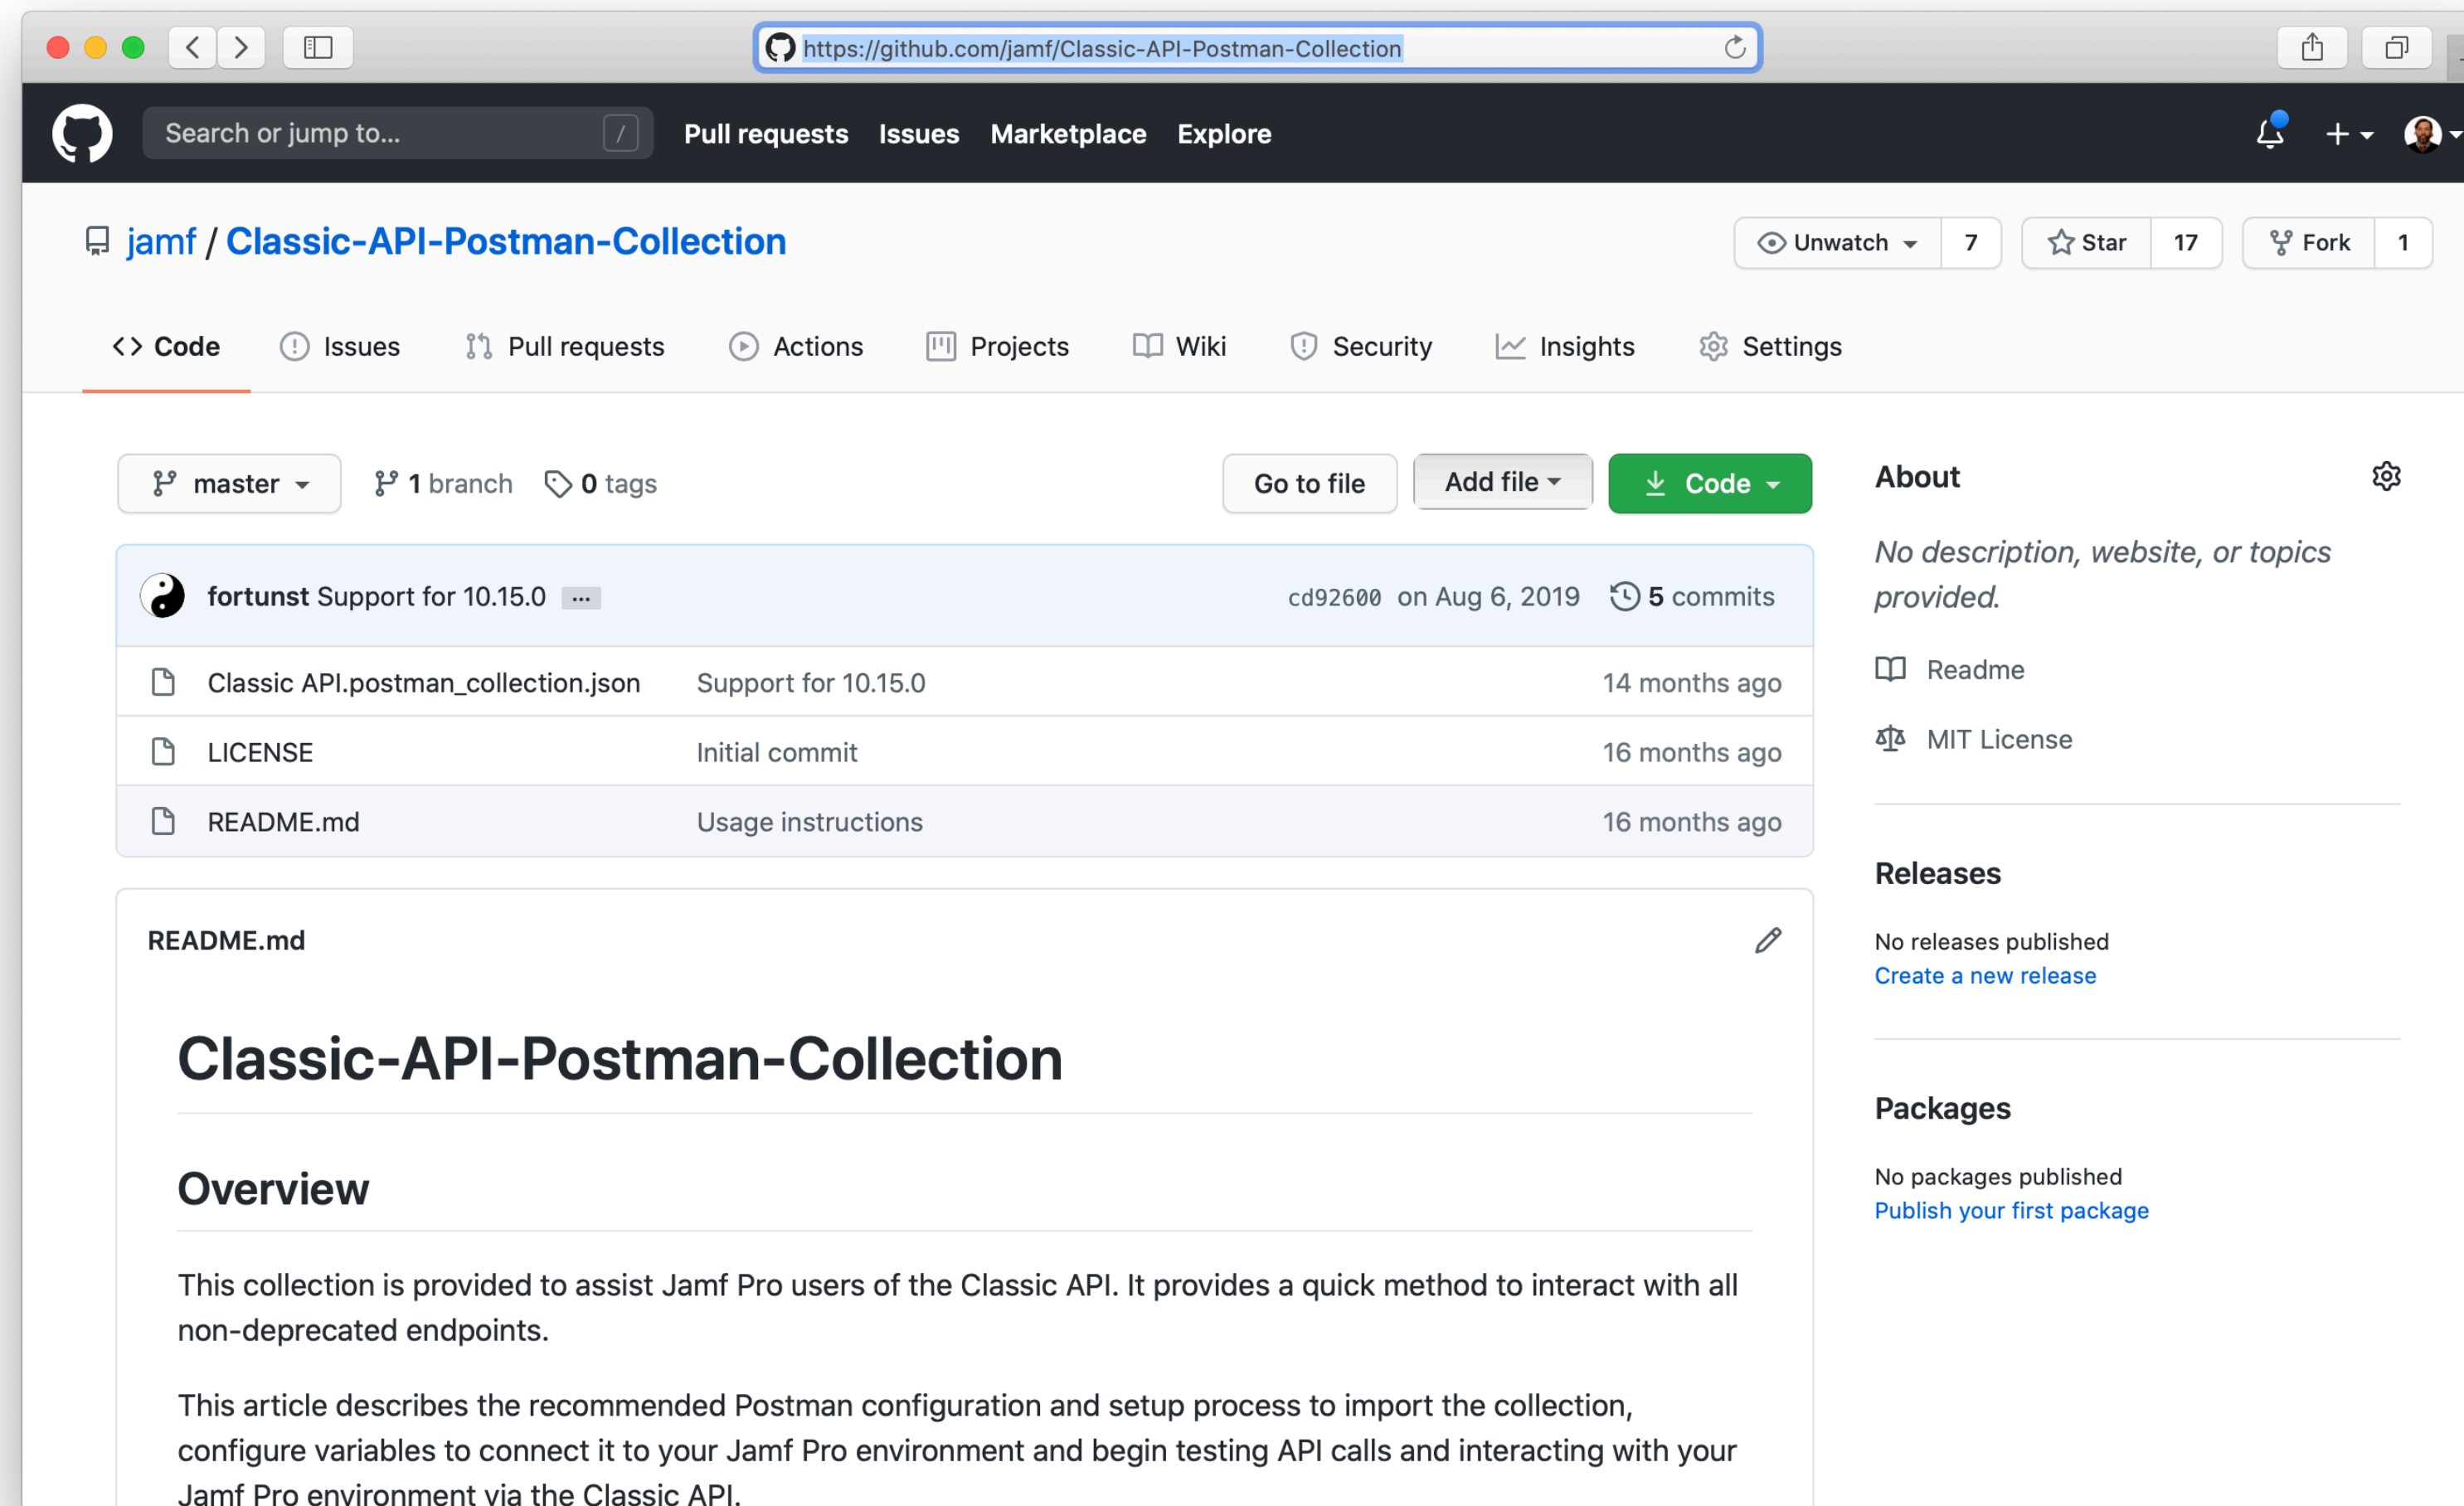 https://github.com/jamf/Classic-API-Postman-Collection
Search or jump to... /
Pull requests Issues Marketplace Explore
jamf / Classic-API-Postman-Collection
Unwatch 7 Star 17 Fork 1
Code Issues Pull requests Actions Projects Wiki Security Insights Settings
master 1 branch 0 tags
Go to file Add file Code
fortunst Support for 10.15.0 ... cd92600 on Aug 6, 2019 5 commits
Classic API.postman_collection.json Support for 10.15.0 14 months ago
LICENSE Initial commit 16 months ago
README.md Usage instructions 16 months ago
README.md
Classic-API-Postman-Collection
Overview
This collection is provided to assist Jamf Pro users of the Classic API. It provides a quick method to interact with all
non-deprecated endpoints.
This article describes the recommended Postman configuration and setup process to import the collection,
configure variables to connect it to your Jamf Pro environment and begin testing API calls and interacting with your
Jamf Pro environment via the Classic API.
About
No description, website, or topics
provided.
Readme
MIT License
Releases
No releases published
Create a new release
Packages
No packages published
Publish your first package